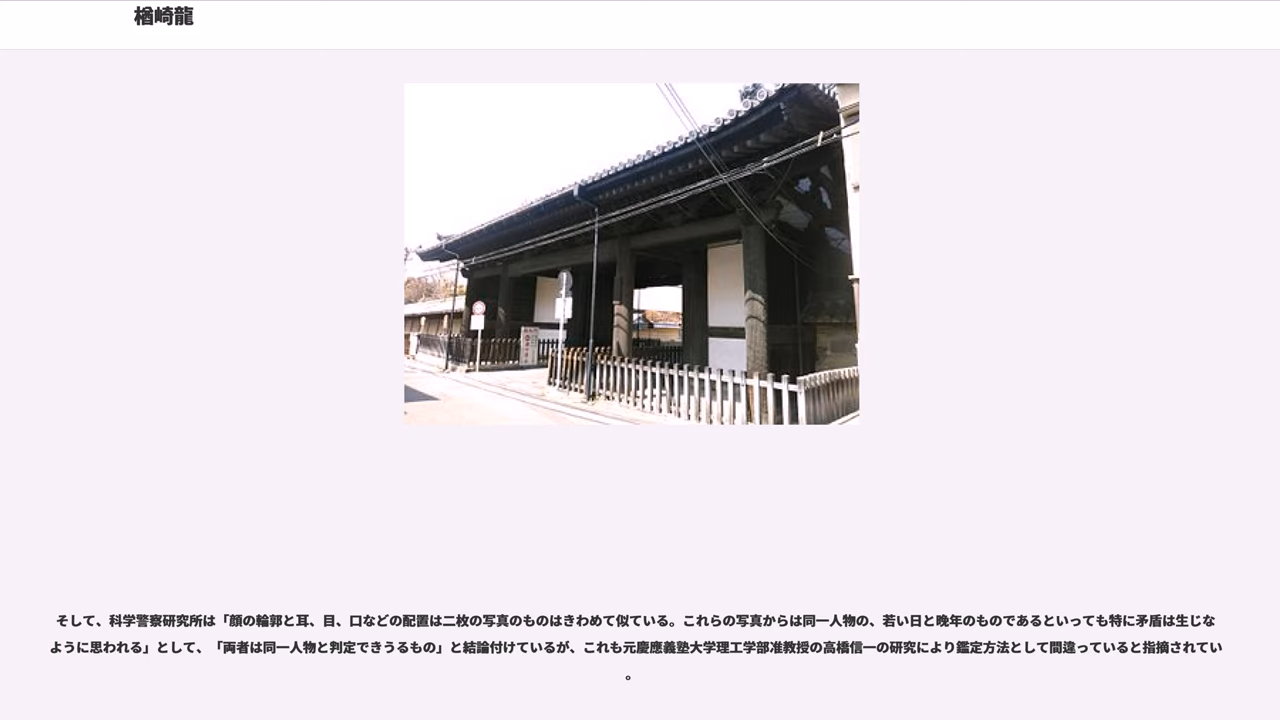 楢崎龍
そして、科学警察研究所は「顔の輪郭と耳、目、口などの配置は二枚の写真のものはきわめて似ている。これらの写真からは同一人物の、若い日と晩年のものであるといっても特に矛盾は生じな
ように思われる」として、「両者は同一人物と判定できうるもの」と結論付けているが、これも元慶應義塾大学理工学部准教授の高橋信一の研究により鑑定方法として間違っていると指摘されてい
。